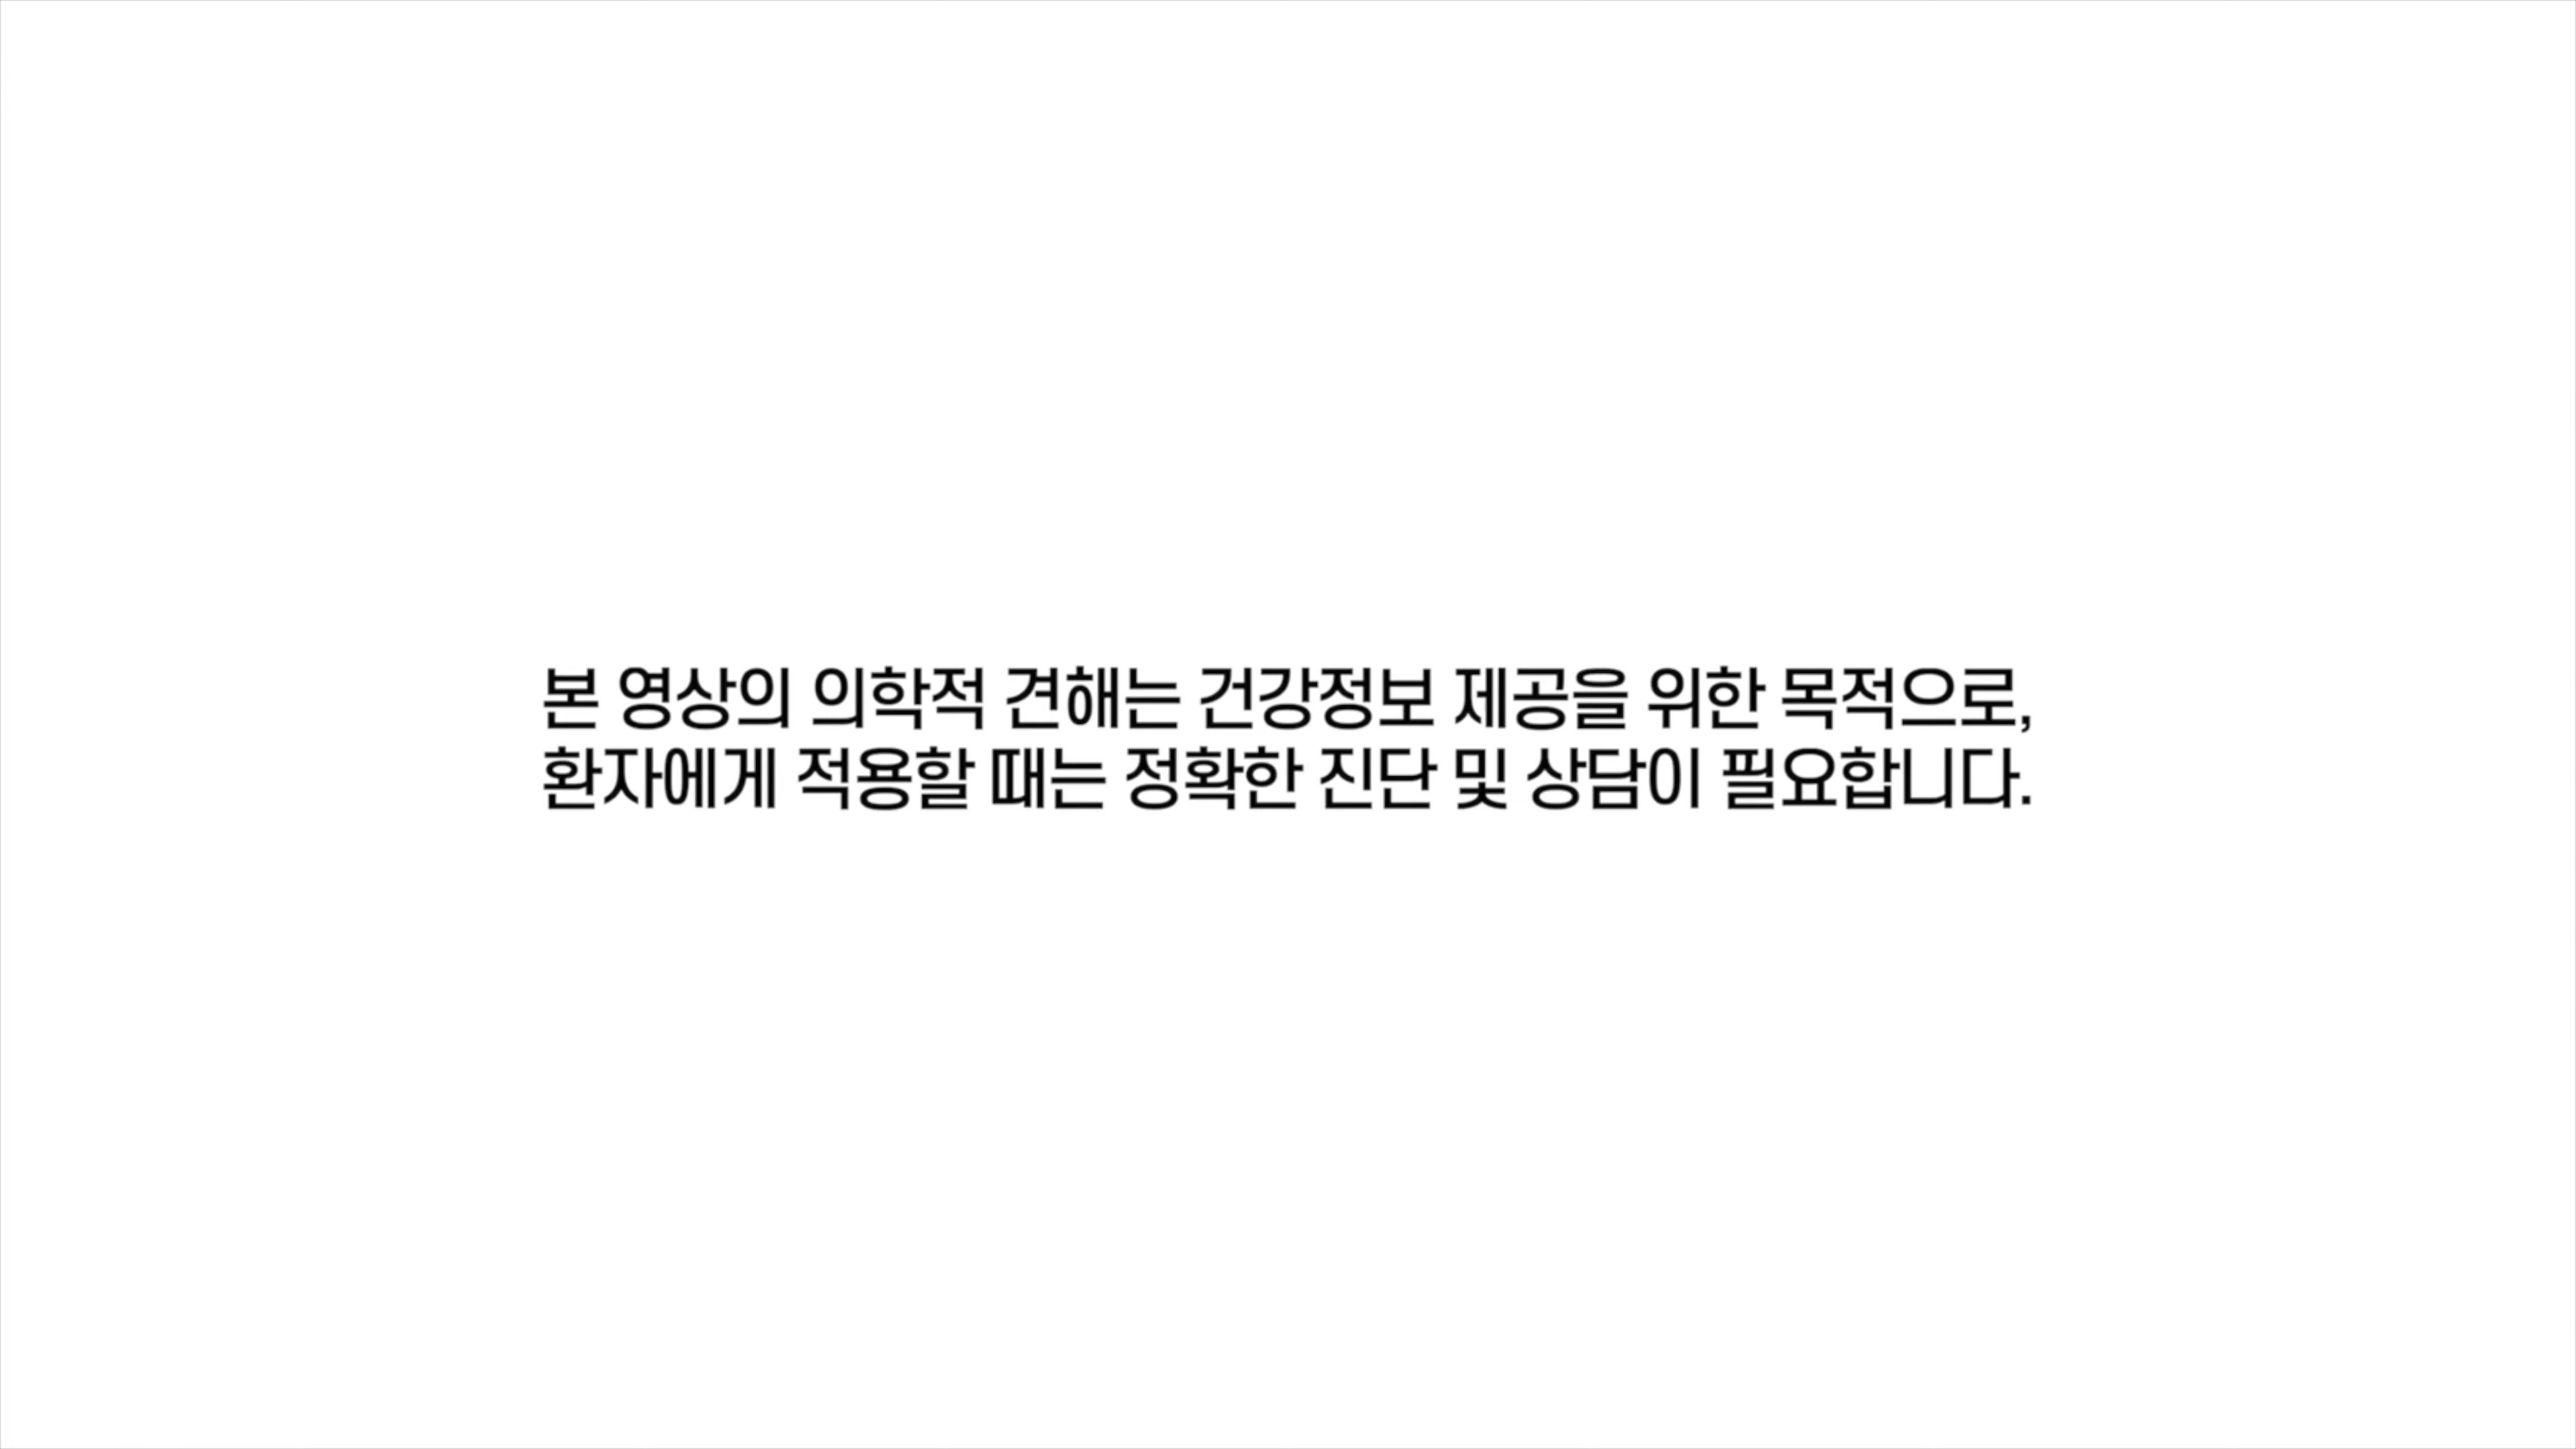 본 영상의 의학적 견해는 건강정보 제공을 위한 목적으로,
환자에게 적용할 때는 정확한 진단 및 상담이 필요합니다.